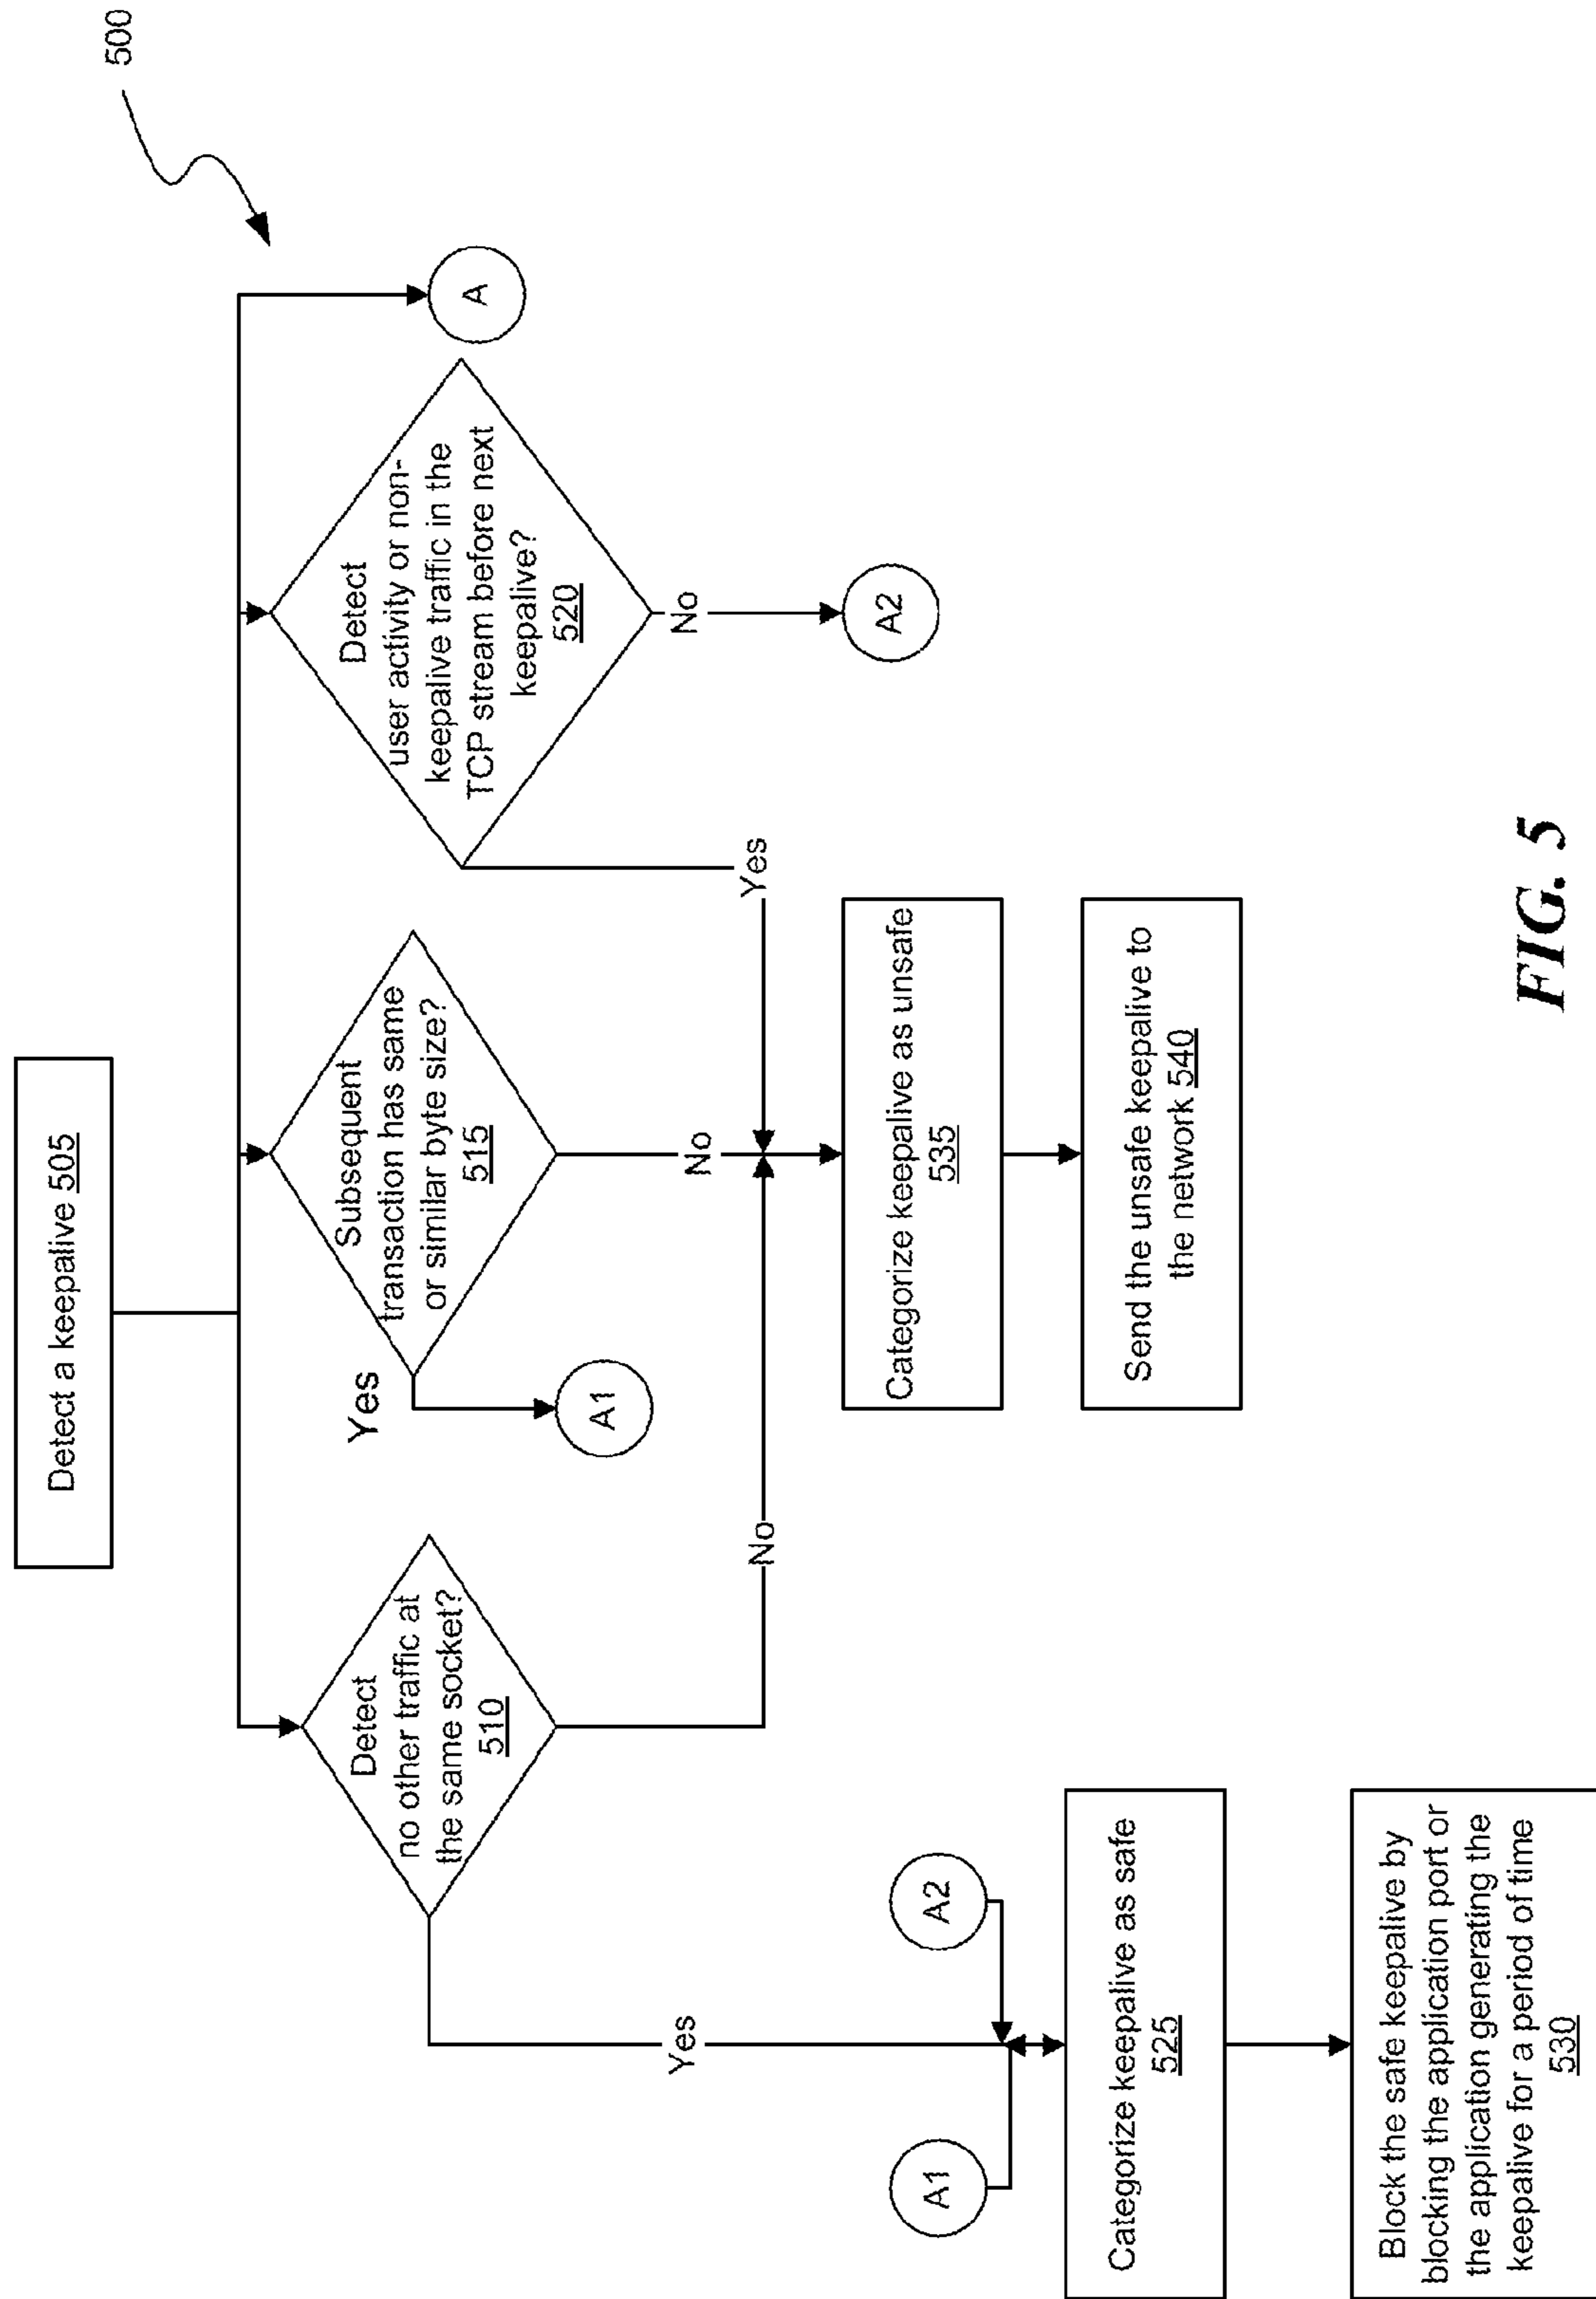 500
Detect a keepalive 505
Detect
no other traffic at
the same socket?
510
Subsequent
transaction has same
or similar byte size?
515
Detect
user activity or non-
keepalive traffic in the
TCP stream before next
keepalive?
520
A
Yes
A1
No
No
Yes
No
A2
Yes
A1
A2
Categorize keepalive as safe
525
Categorize keepalive as unsafe
535
Block the safe keepalive by
blocking the application port or
the application generating the
keepalive for a period of time
530
Send the unsafe keepalive to
the network 540
FIG. 5